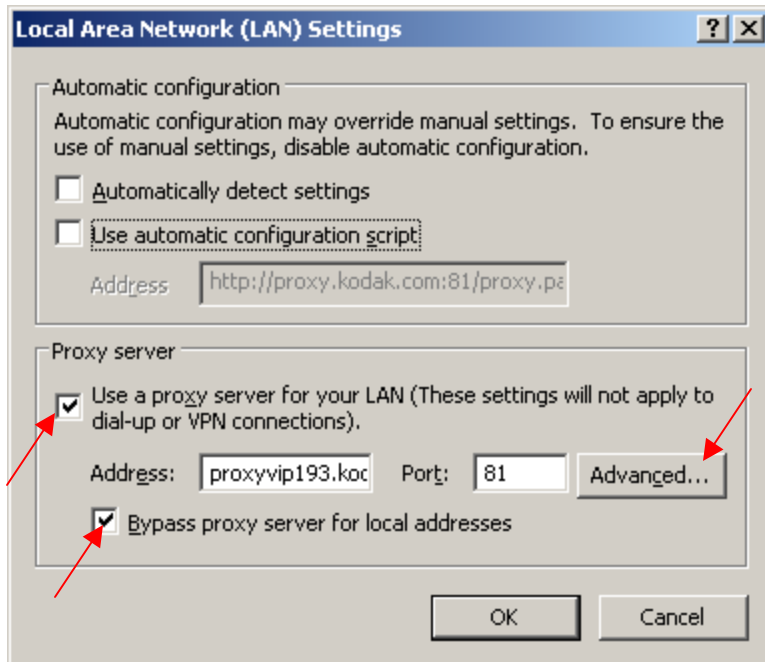 Local Area Network (LAN) Settings
Automatic configuration
Automatic configuration may override manual settings. To ensure the
use of manual settings, disable automatic configuration.
Automatically detect settings
Use automatic configuration script
Address http://proxy.kodak.com:81/proxy.pa
Proxy server
Use a proxy server for your LAN (These settings will not apply to
dial-up or VPN connections).
Address: proxyvip193.koc Port: 81 Advanced...
Bypass proxy server for local addresses
OK Cancel